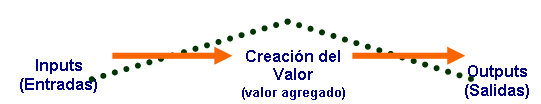 Inputs
(Entradas)
Creación del
Valor
(valor agregado)
Outputs
(Salidas)